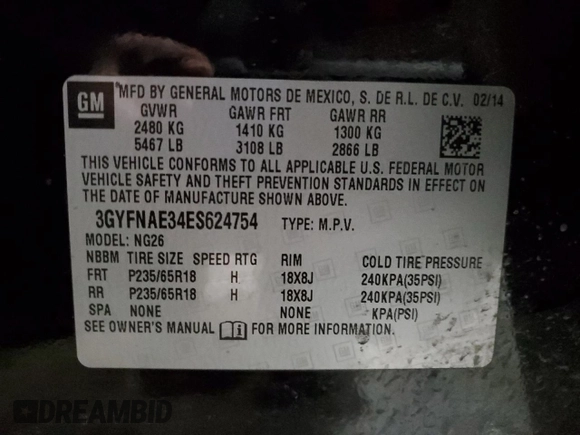 GM
MFD BY GENERAL MOTORS DE MEXICO, S. DE R.L. DE C.V. 02/14
GVWR GAWR FRT GAWR RR
2480 KG 1410 KG 1300 KG
5467 LB 3108 LB 2866 LB
THIS VEHICLE CONFORMS TO ALL APPLICABLE U.S. FEDERAL MOTOR
VEHICLE SAFETY AND THEFT PREVENTION STANDARDS IN EFFECT ON
THE DATE OF MANUFACTURE SHOWN ABOVE.
3GYFNAE34ES624754 TYPE: M.P.V.
MODEL: NG26
NBBM TIRE SIZE SPEED RTG RIM COLD TIRE PRESSURE
FRT P235/65R18 H 18X8J 240KPA(35PSI)
RR P235/65R18 H 18X8J 240KPA(35PSI)
SPA NONE NONE KPA(PSI)
SEE OWNER'S MANUAL FOR MORE INFORMATION.
DREAMBID